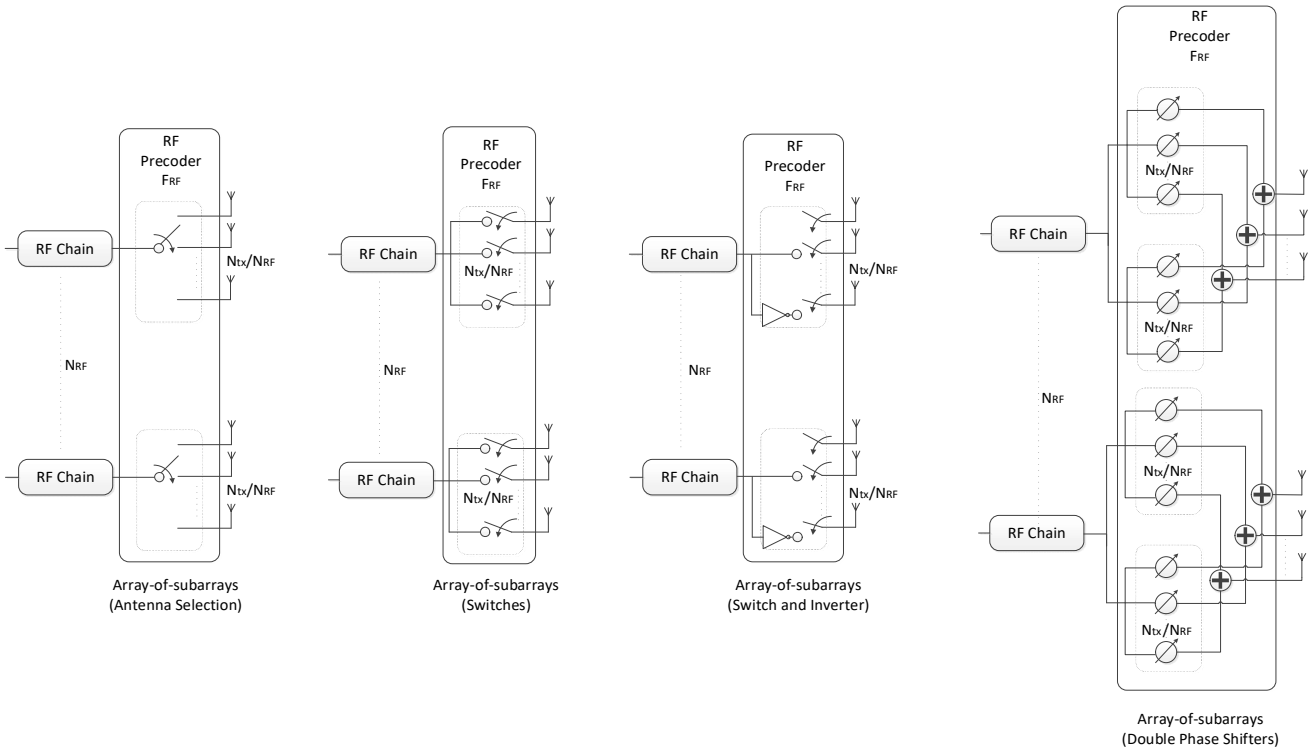 RF
Precoder
FRF
RF Chain
Ntx/NRF
NRF
RF Chain
Ntx/NRF
Array-of-subarrays
(Antenna Selection)
RF
Precoder
FRF
RF Chain
Ntx/NRF
NRF
RF Chain
Ntx/NRF
Array-of-subarrays
(Switches)
RF
Precoder
FRF
RF Chain
Ntx/NRF
NRF
RF Chain
Ntx/NRF
Array-of-subarrays
(Switch and Inverter)
RF
Precoder
FRF
Ntx/NRF
RF Chain
Ntx/NRF
NRF
Ntx/NRF
RF Chain
Ntx/NRF
Array-of-subarrays
(Double Phase Shifters)